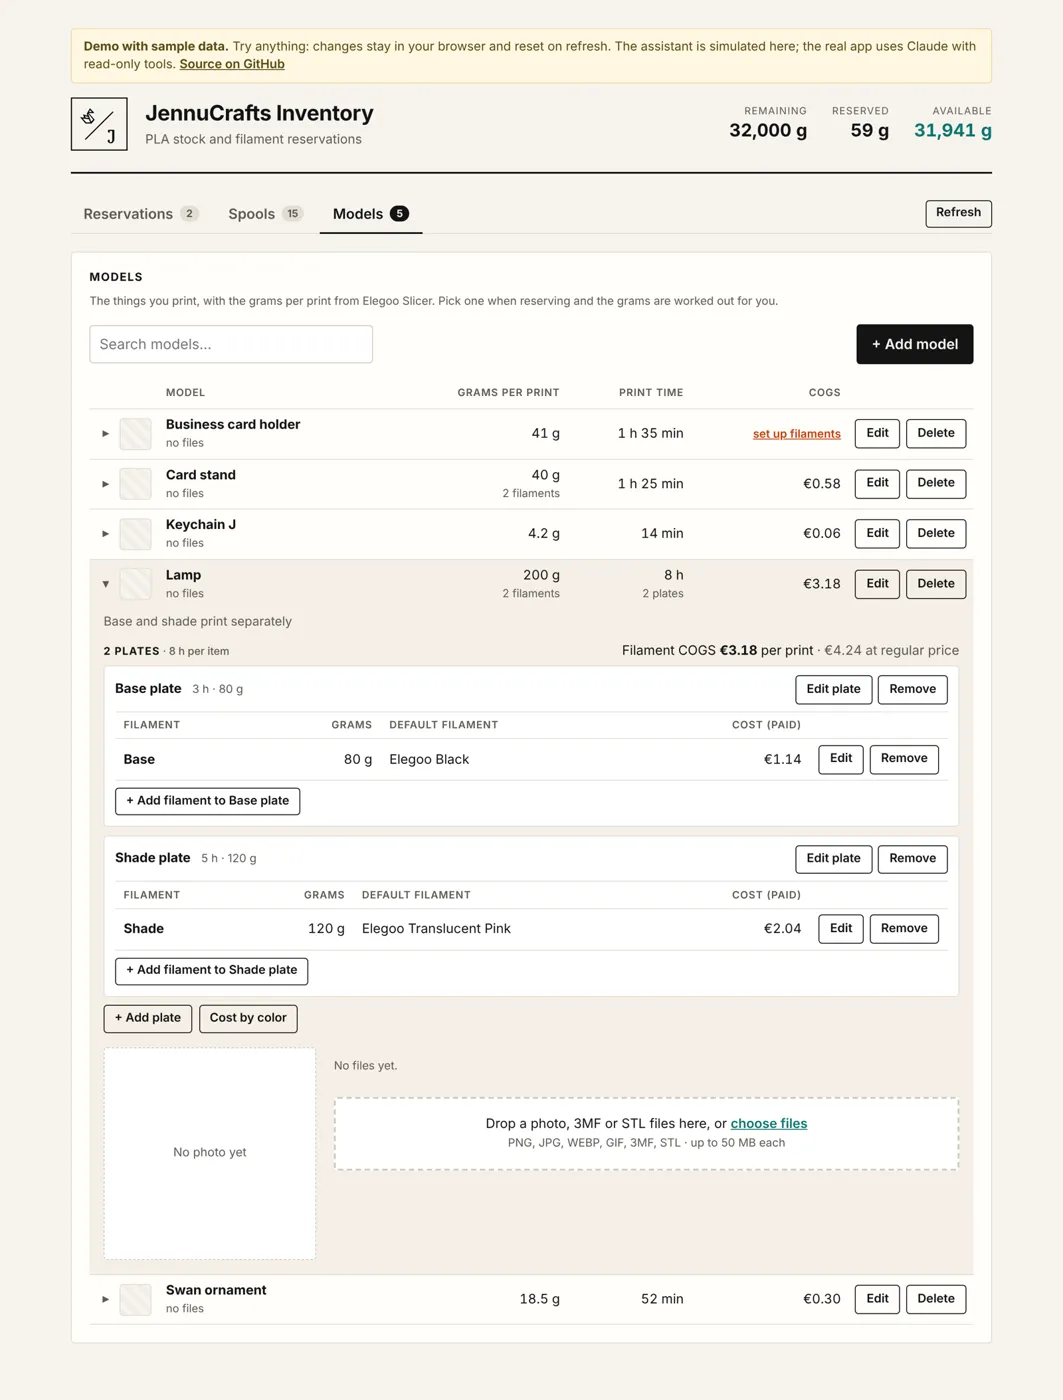 Demo with sample data. Try anything: changes stay in your browser and reset on refresh. The assistant is simulated here; the real app uses Claude with
read-only tools. Source on GitHub
J
JennuCrafts Inventory
PLA stock and filament reservations
REMAINING
32,000 g
RESERVED
59 g
AVAILABLE
31,941 g
Reservations 2
Spools 15
Models 5
Refresh
MODELS
The things you print, with the grams per print from Elegoo Slicer. Pick one when reserving and the grams are worked out for you.
Search models...
+ Add model
MODEL GRAMS PER PRINT PRINT TIME COGS
Business card holder 41 g 1 h 35 min set up filaments Edit Delete
no files
Card stand 40 g 1 h 25 min €0.58 Edit Delete
no files 2 filaments
Keychain J 4.2 g 14 min €0.06 Edit Delete
no files
Lamp 200 g 8 h €3.18 Edit Delete
no files 2 filaments 2 plates
Base and shade print separately
2 PLATES · 8 h per item Filament COGS €3.18 per print · €4.24 at regular price
Base plate 3 h · 80 g Edit plate Remove
FILAMENT GRAMS DEFAULT FILAMENT COST (PAID)
Base 80 g Elegoo Black €1.14 Edit Remove
+ Add filament to Base plate
Shade plate 5 h · 120 g Edit plate Remove
FILAMENT GRAMS DEFAULT FILAMENT COST (PAID)
Shade 120 g Elegoo Translucent Pink €2.04 Edit Remove
+ Add filament to Shade plate
+ Add plate Cost by color
No photo yet
No files yet.
Drop a photo, 3MF or STL files here, or choose files
PNG, JPG, WEBP, GIF, 3MF, STL · up to 50 MB each
Swan ornament 18.5 g 52 min €0.30 Edit Delete
no files